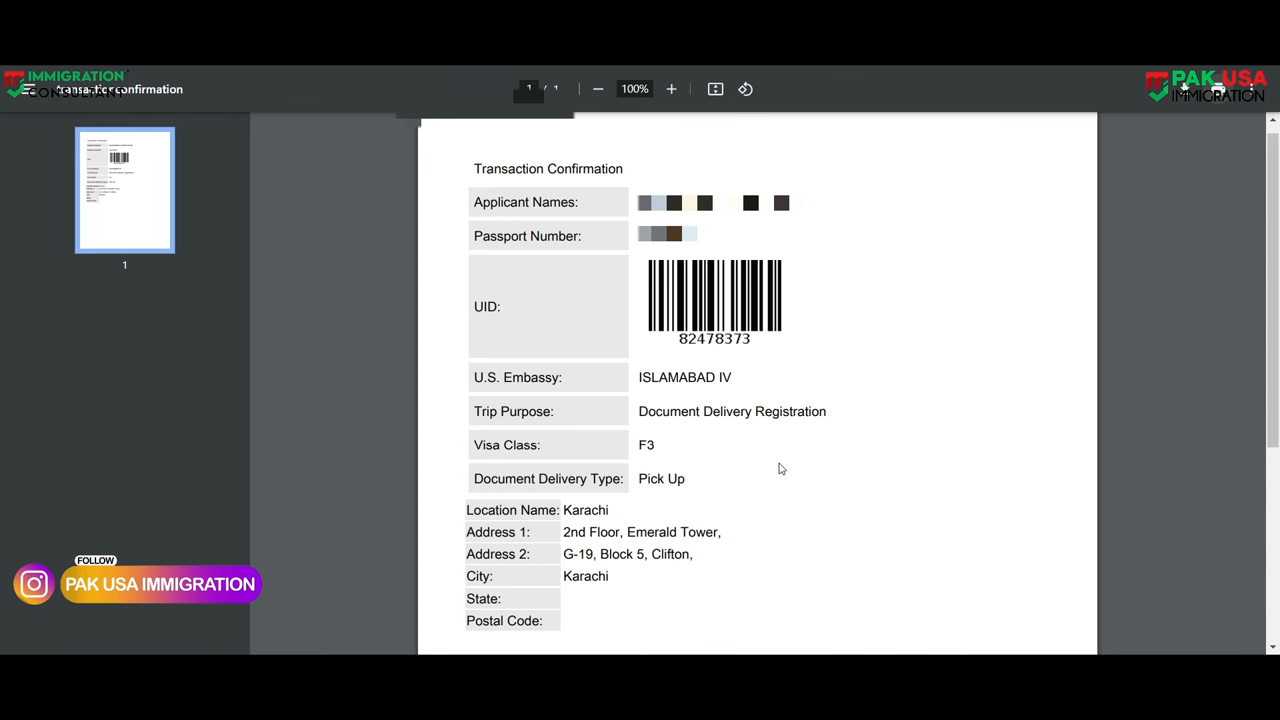 IMMIGRATION
CONSULTANT
transaction confirmation
1 / 1
100%
PAK USA
IMMIGRATION
Transaction Confirmation
Applicant Names:
Passport Number:
UID:
82478373
U.S. Embassy: ISLAMABAD IV
Trip Purpose: Document Delivery Registration
Visa Class: F3
Document Delivery Type: Pick Up
Location Name: Karachi
Address 1: 2nd Floor, Emerald Tower,
Address 2: G-19, Block 5, Clifton,
City: Karachi
State:
Postal Code:
1
FOLLOW
PAK USA IMMIGRATION